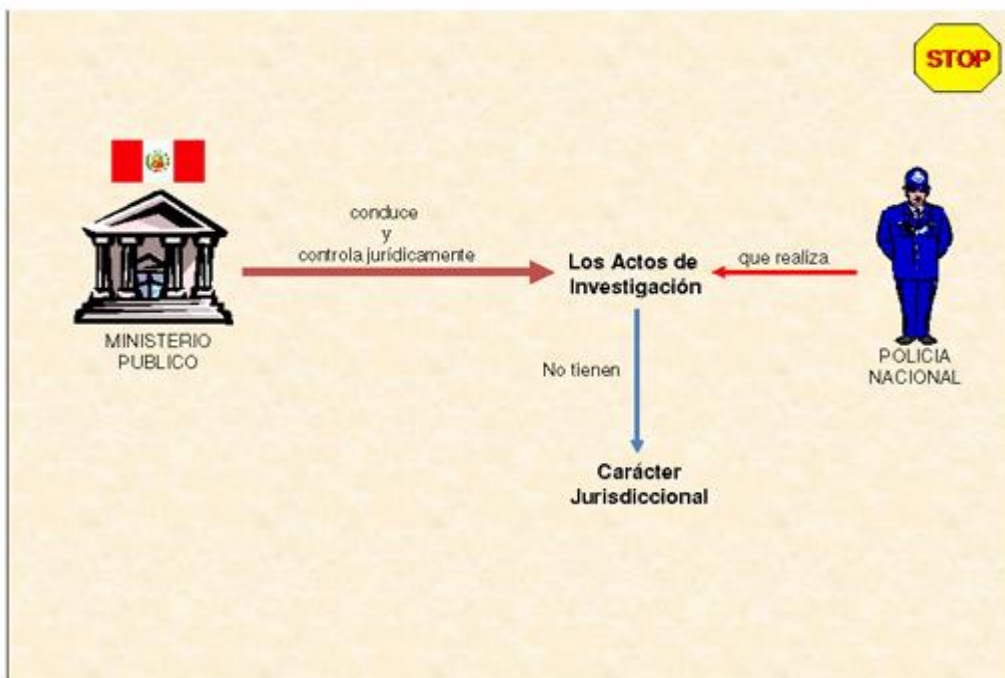 STOP
conduce
y
controla jurídicamente
Los Actos de
Investigación
que realiza
MINISTERIO
PUBLICO
POLICIA
NACIONAL
No tienen
Carácter
Jurisdiccional